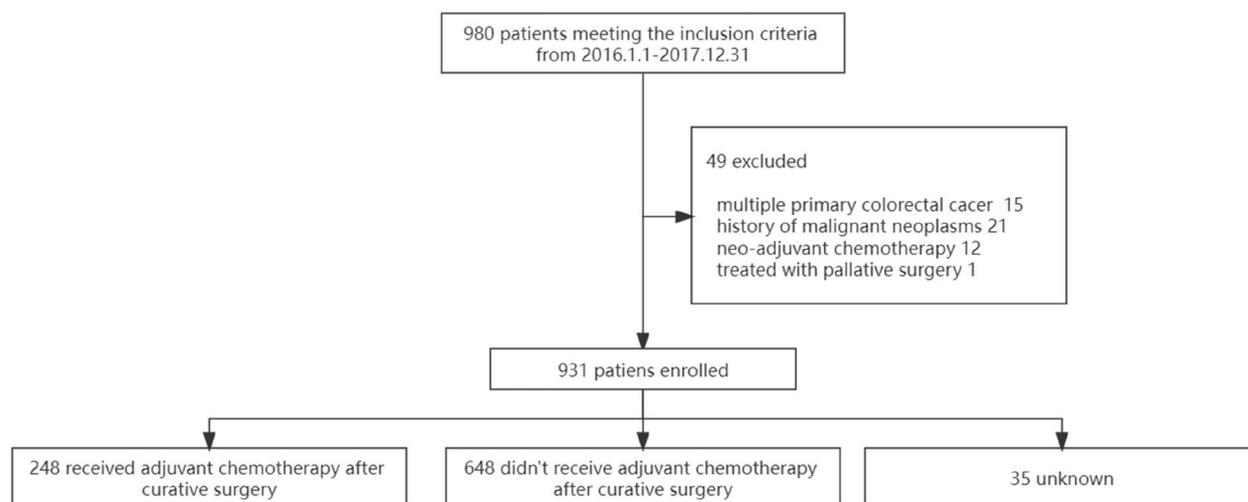 980 patients meeting the inclusion criteria
from 2016.1.1-2017.12.31
49 excluded
multiple primary colorectal cacer 15
history of malignant neoplasms 21
neo-adjuvant chemotherapy 12
treated with pallative surgery 1
931 patiens enrolled
248 received adjuvant chemotherapy after
curative surgery
648 didn't receive adjuvant chemotherapy
after curative surgery
35 unknown